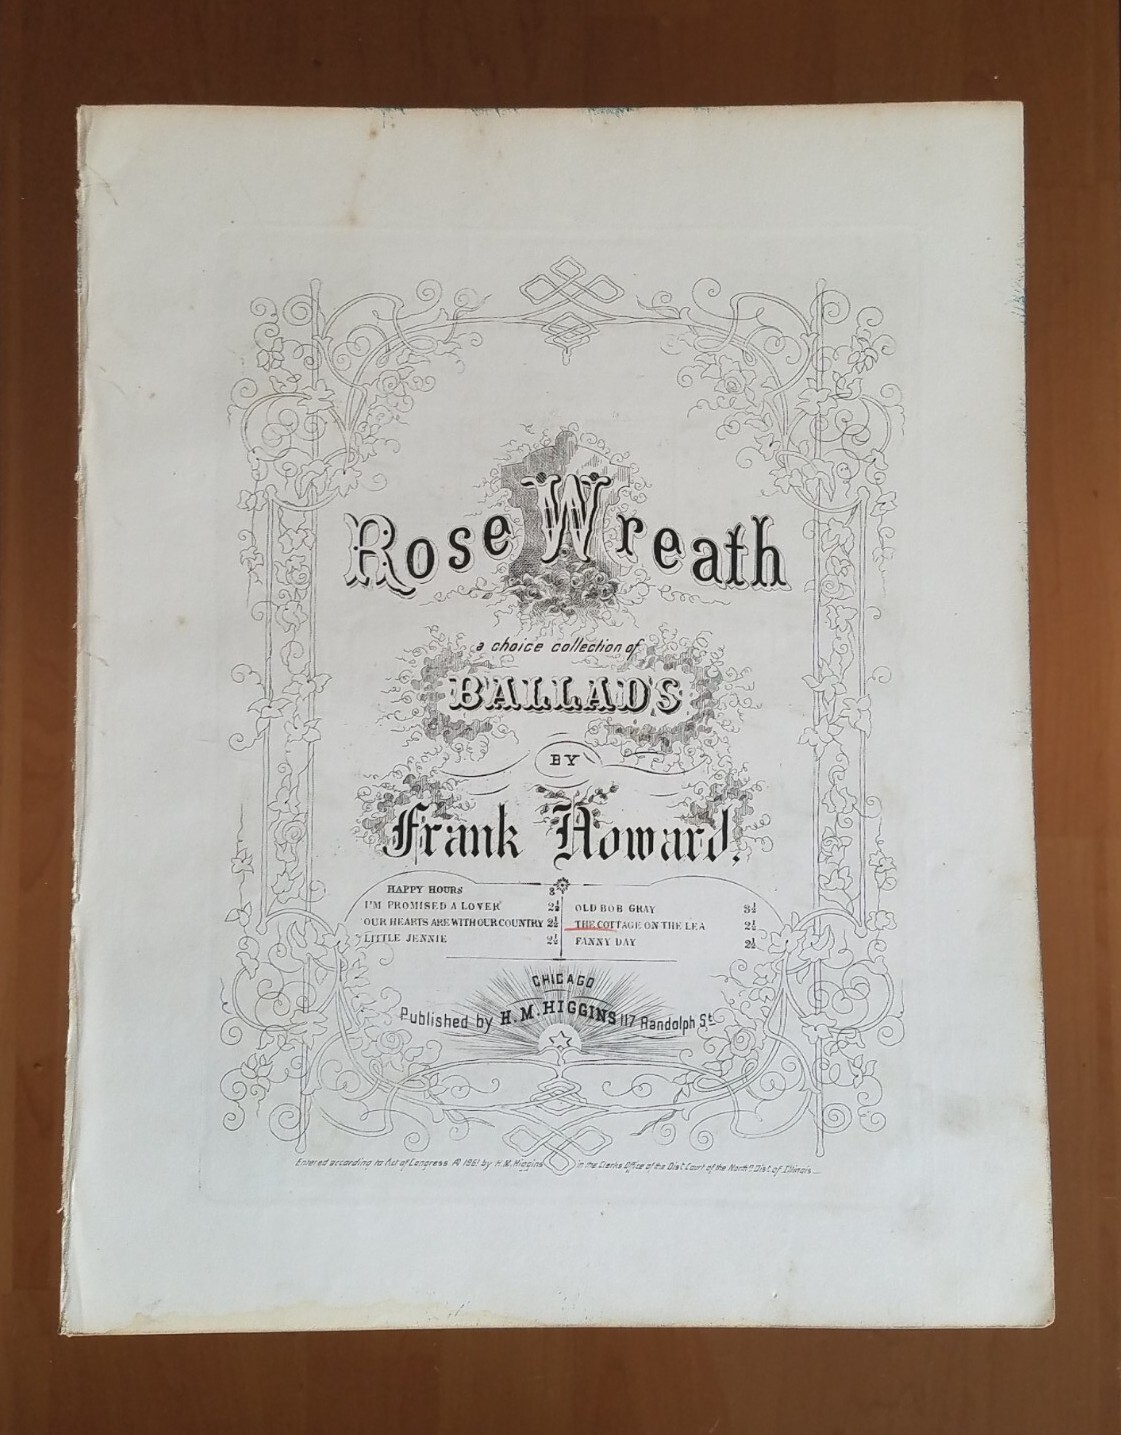 Rose Wreath
a choice collection of
BALLADS
BY
Frank Howard.
HAPPY HOURS 3
I'M PROMISED A LOVER 2½
OUR HEARTS ARE WITH OUR COUNTRY 2½
LITTLE JENNIE 2½
OLD BOB GRAY 3½
THE COTTAGE ON THE LEA 2½
FANNY DAY 2½
CHICAGO
Published by H. M. HIGGINS 117 Randolph St.
Entered according to Act of Congress AD 1861 by H. M. Higgins in the Clerks Office of the Dist. Court of the North.n Dist. of Illinois